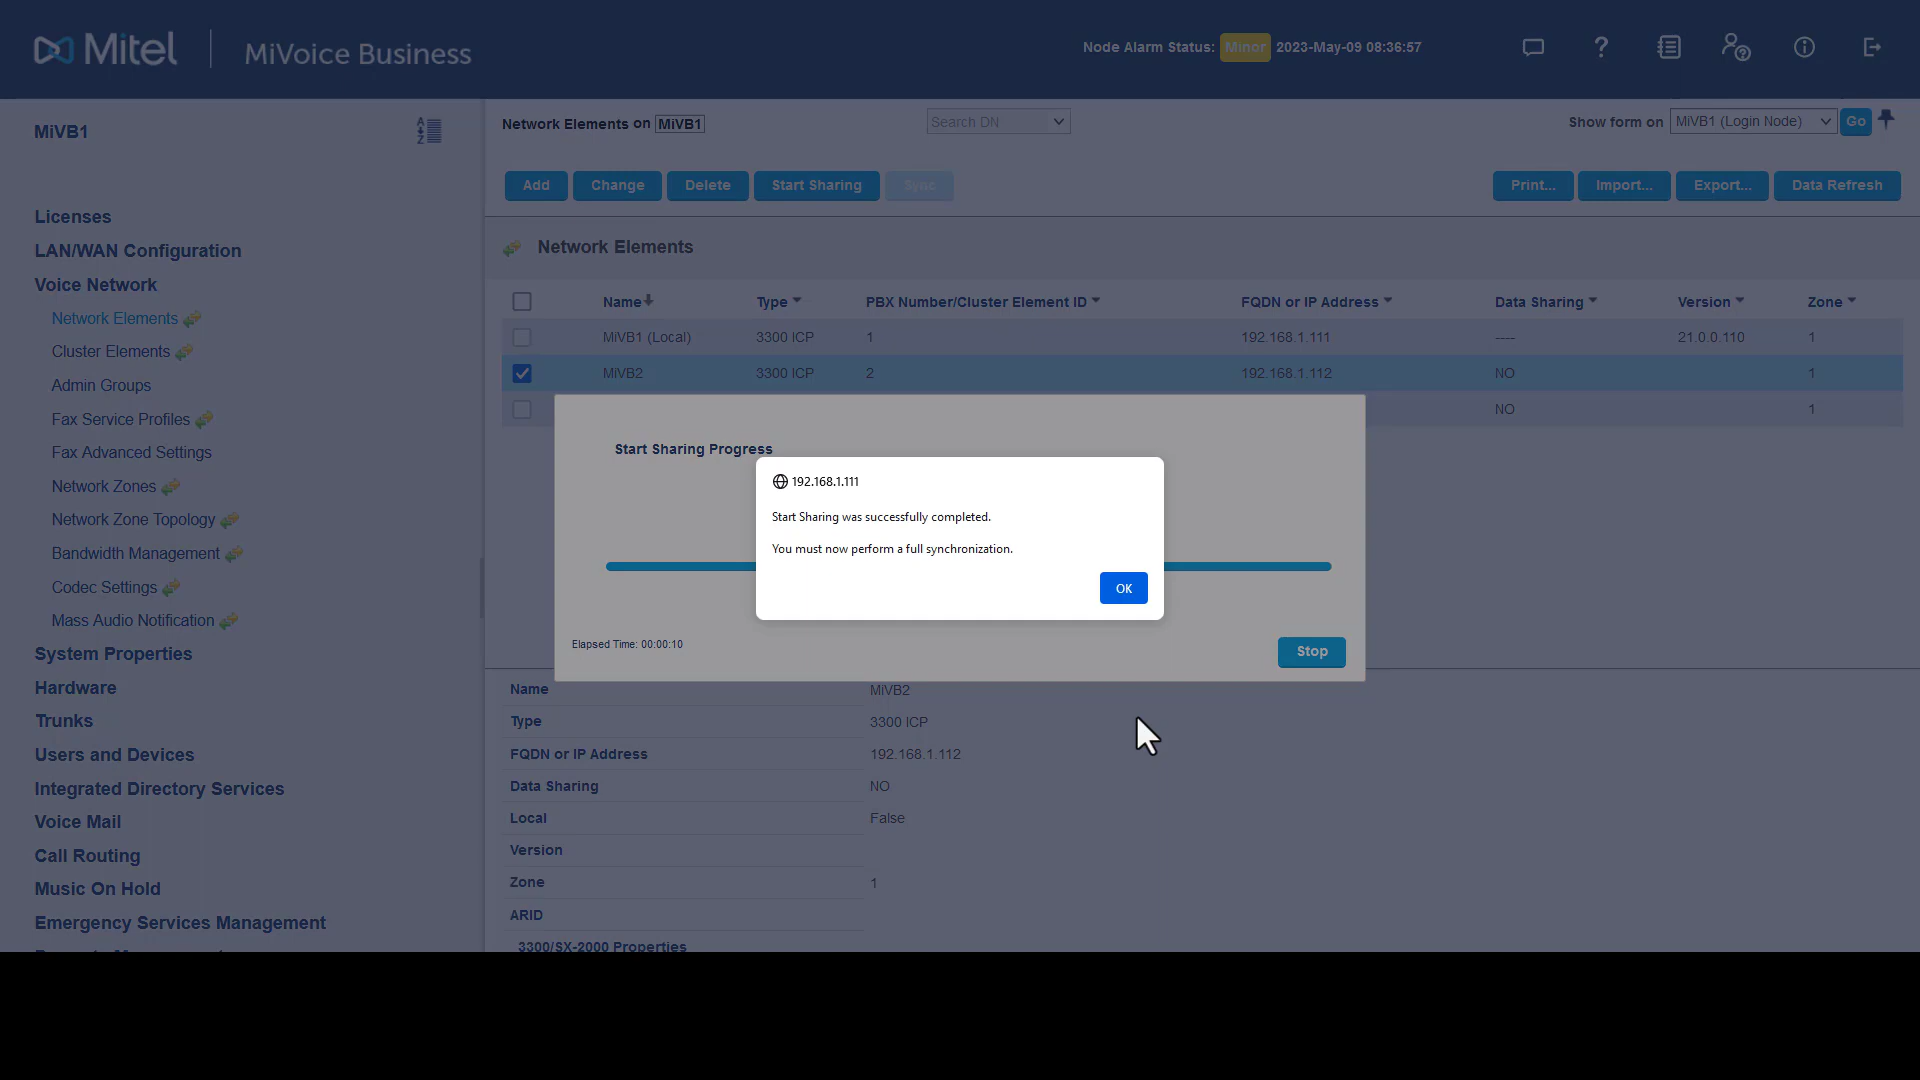 Mitel
MiVoice Business
Node Alarm Status: Minor 2023-May-09 08:36:57
MiVB1
Network Elements on MiVB1
Search DN
Show form on MiVB1 (Login Node) Go
Add Change Delete Start Sharing Sync
Print... Import... Export... Data Refresh
Licenses
LAN/WAN Configuration
Voice Network
Network Elements
Cluster Elements
Admin Groups
Fax Service Profiles
Fax Advanced Settings
Network Zones
Network Zone Topology
Bandwidth Management
Codec Settings
Mass Audio Notification
System Properties
Hardware
Trunks
Users and Devices
Integrated Directory Services
Voice Mail
Call Routing
Music On Hold
Emergency Services Management
Network Elements
Name Type PBX Number/Cluster Element ID FQDN or IP Address Data Sharing Version Zone
MiVB1 (Local) 3300 ICP 1 192.168.1.111 ---- 21.0.0.110 1
MiVB2 3300 ICP 2 192.168.1.112 NO 1
NO 1
Start Sharing Progress
192.168.1.111
Start Sharing was successfully completed.
You must now perform a full synchronization.
OK
Elapsed Time: 00:00:10
Stop
Name MiVB2
Type 3300 ICP
FQDN or IP Address 192.168.1.112
Data Sharing NO
Local False
Version
Zone 1
ARID
3300/SX-2000 Properties